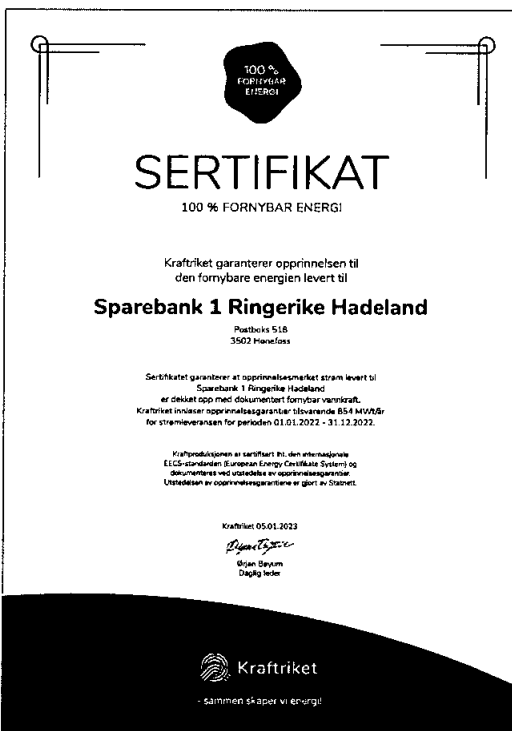 100 %
FORNYBAR
ENERGI
SERTIFIKAT
100 % FORNYBAR ENERGI
Kraftriket garanterer opprinnelsen til
den fornybare energien levert til
Sparebank 1 Ringerike Hadeland
Postboks 518
3502 Hønefoss
Sertifikatet garanterer at opprinnelsesmerket strøm levert til
Sparebank 1 Ringerike Hadeland
er dekket opp med dokumentert fornybar vannkraft.
Kraftriket innløser opprinnelsesgarantier tilsvarende 854 MWt/år
for strømleveransen for perioden 01.01.2022 - 31.12.2022.
Kraftproduksjonen er sertifisert iht. den internasjonale
EECS-standarden (European Energy Certifikate System) og
dokumenteres ved utstedelse av opprinnelsesgarantier.
Utstedelsen av opprinnelsesgarantiene er gjort av Statnett.
Kraftriket 05.01.2023
Ørjan Bøyum
Daglig leder
Kraftriket
- sammen skaper vi energi!